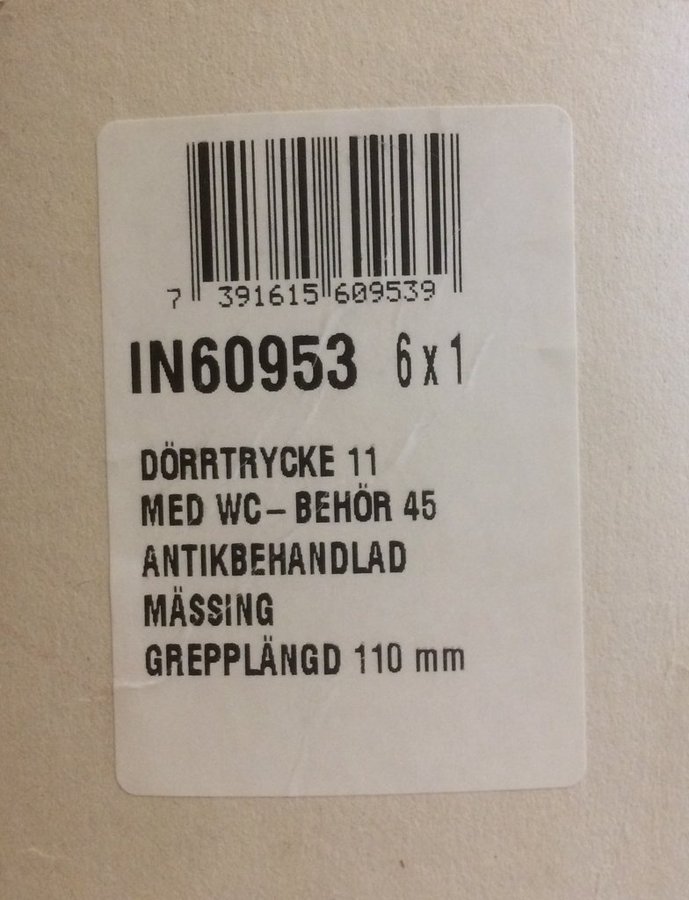 7 391615 609539
IN60953 6 x 1
DÖRRTRYCKE 11
MED WC-BEHÖR 45
ANTIKBEHANDLAD
MÄSSING
GREPPLÄNGD 110 mm